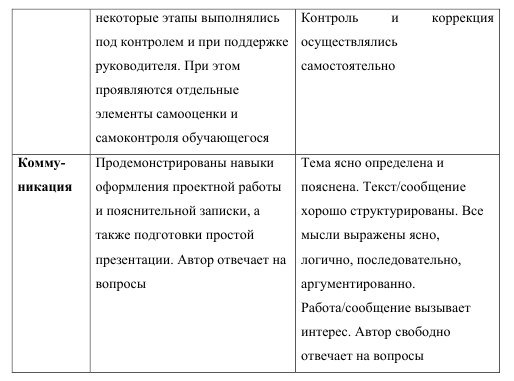 некоторые этапы выполнялись
под контролем и при поддержке
руководителя. При этом
проявляются отдельные
элементы самооценки и
самоконтроля обучающегося
Контроль и коррекция
осуществлялись
самостоятельно
Комму-
никация
Продемонстрированы навыки
оформления проектной работы
и пояснительной записки, а
также подготовки простой
презентации. Автор отвечает на
вопросы
Тема ясно определена и
пояснена. Текст/сообщение
хорошо структурированы. Все
мысли выражены ясно,
логично, последовательно,
аргументированно.
Работа/сообщение вызывает
интерес. Автор свободно
отвечает на вопросы